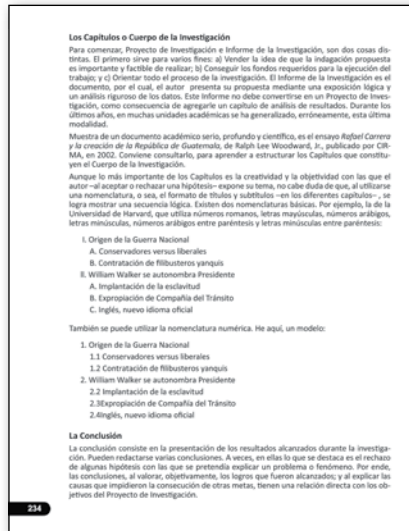 Los Capítulos o Cuerpo de la Investigación
Para comenzar, Proyecto de Investigación e Informe de la Investigación, son dos cosas dis-
tintas. El primero sirve para varios fines: a) Vender la idea de que la indagación propuesta
es importante y factible de realizar; b) Conseguir los fondos requeridos para la ejecución del
trabajo; y c) Orientar todo el proceso de la investigación. El Informe de la Investigación es el
documento, por el cual, el autor presenta su propuesta mediante una exposición lógica y
un análisis riguroso de los datos. Este Informe no debe convertirse en un Proyecto de Inves-
tigación, como consecuencia de agregarle un capítulo de análisis de resultados. Durante los
últimos años, en muchas unidades académicas se ha generalizado, erróneamente, esta última
modalidad.
Muestra de un documento académico serio, profundo y científico, es el ensayo Rafael Carrera
y la creación de la República de Guatemala, de Ralph Lee Woodward, Jr., publicado por CIR-
MA, en 2002. Conviene consultarlo, para aprender a estructurar los Capítulos que constitu-
yen el Cuerpo de la Investigación.
Aunque lo más importante de los Capítulos es la creatividad y la objetividad con las que el
autor –al aceptar o rechazar una hipótesis– expone su tema, no cabe duda de que, al utilizarse
una nomenclatura, o sea, el formato de títulos y subtítulos –en los diferentes capítulos– , se
logra mostrar una secuencia lógica. Existen dos nomenclaturas básicas. Por ejemplo, la de la
Universidad de Harvard, que utiliza números romanos, letras mayúsculas, números arábigos,
letras minúsculas, números arábigos entre paréntesis y letras minúsculas entre paréntesis:
I. Origen de la Guerra Nacional
A. Conservadores versus liberales
B. Contratación de filibusteros yanquis
II. William Walker se autonombra Presidente
A. Implantación de la esclavitud
B. Expropiación de Compañía del Tránsito
C. Inglés, nuevo idioma oficial
También se puede utilizar la nomenclatura numérica. He aquí, un modelo:
1. Origen de la Guerra Nacional
1.1 Conservadores versus liberales
1.2 Contratación de filibusteros yanquis
2. William Walker se autonombra Presidente
2.2 Implantación de la esclavitud
2.3Expropiación de Compañía del Tránsito
2.4Inglés, nuevo idioma oficial
La Conclusión
La conclusión consiste en la presentación de los resultados alcanzados durante la investiga-
ción. Pueden redactarse varias conclusiones. A veces, en ellas lo que se destaca es el rechazo
de algunas hipótesis con las que se pretendía explicar un problema o fenómeno. Por ende,
las conclusiones, al valorar, objetivamente, los logros que fueron alcanzados; y al explicar las
causas que impidieron la consecución de otras metas, tienen una relación directa con los ob-
jetivos del Proyecto de Investigación.
234